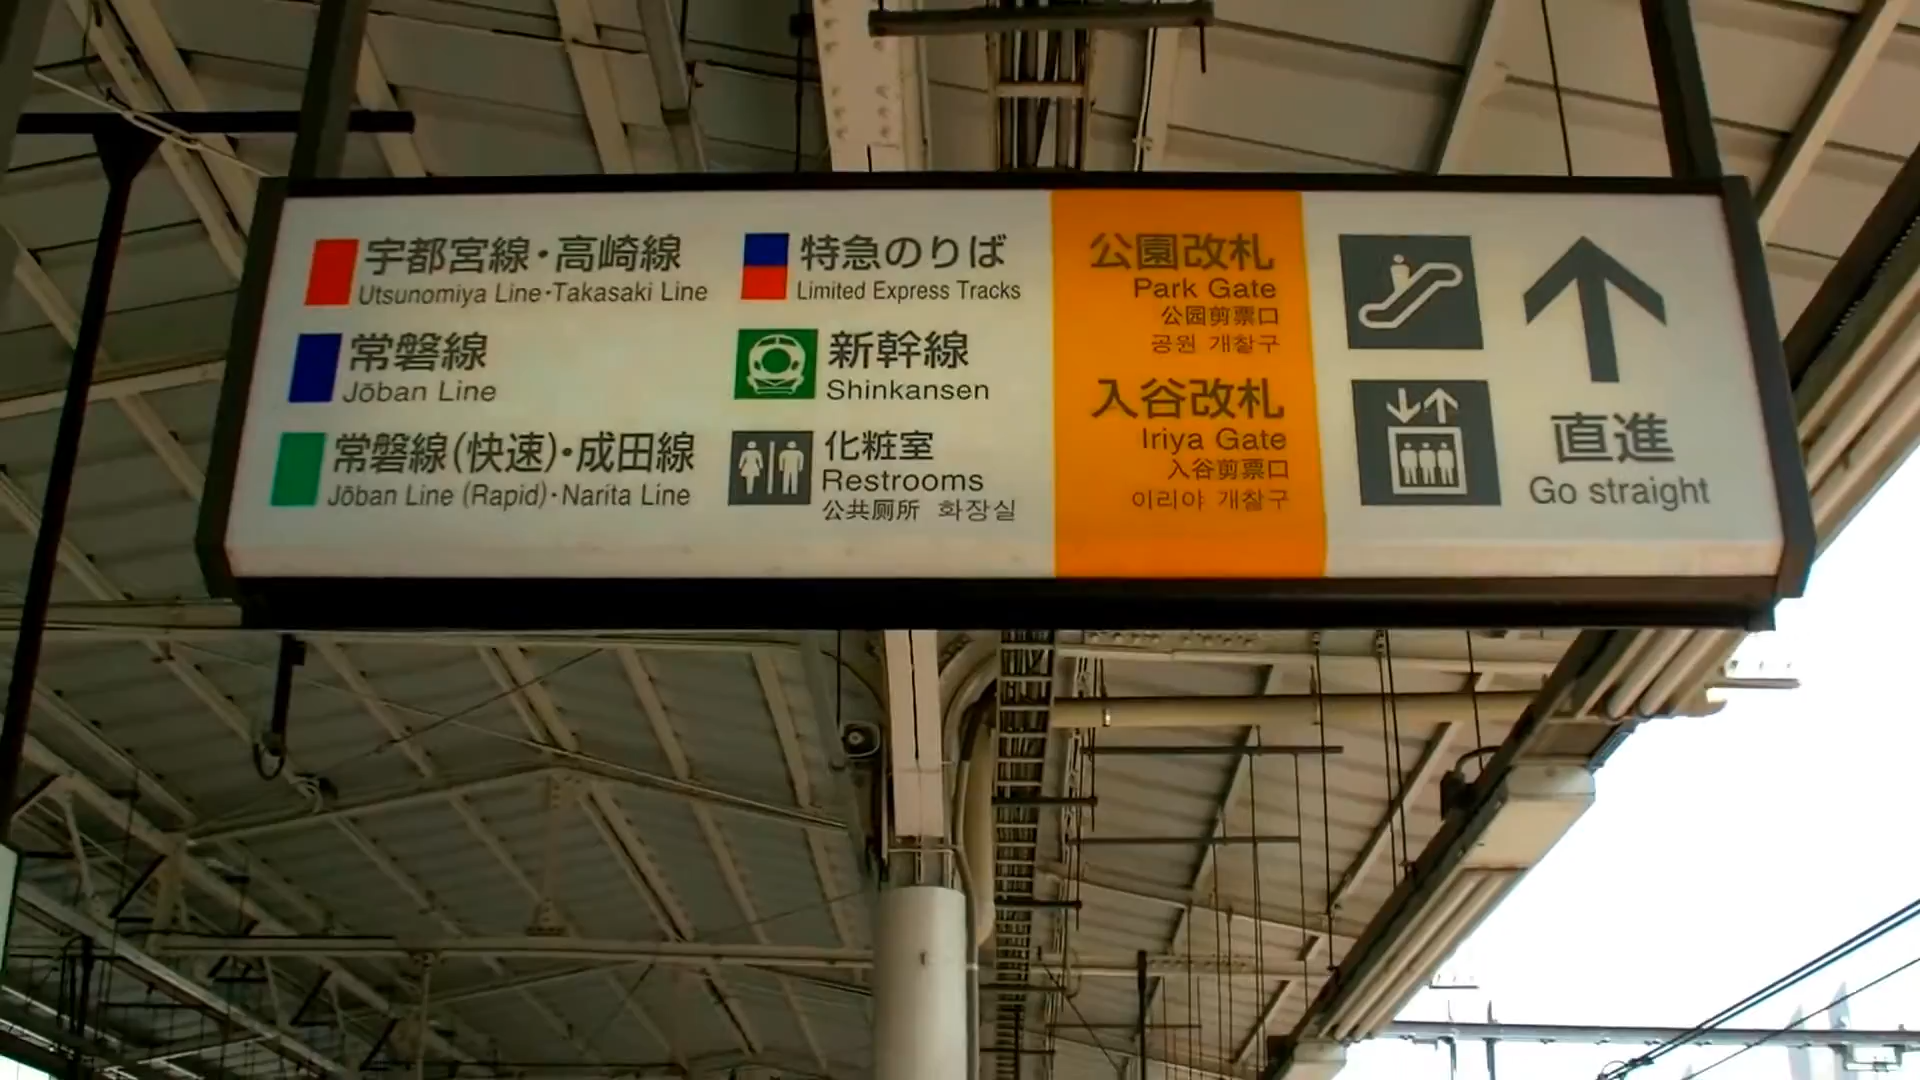 宇都宮線・高崎線
Utsunomiya Line・Takasaki Line
常磐線
Jōban Line
常磐線(快速)・成田線
Jōban Line (Rapid)・Narita Line
特急のりば
Limited Express Tracks
新幹線
Shinkansen
化粧室
Restrooms
公共厕所 화장실
公園改札
Park Gate
公园剪票口
공원 개찰구
入谷改札
Iriya Gate
入谷剪票口
이리야 개찰구
直進
Go straight